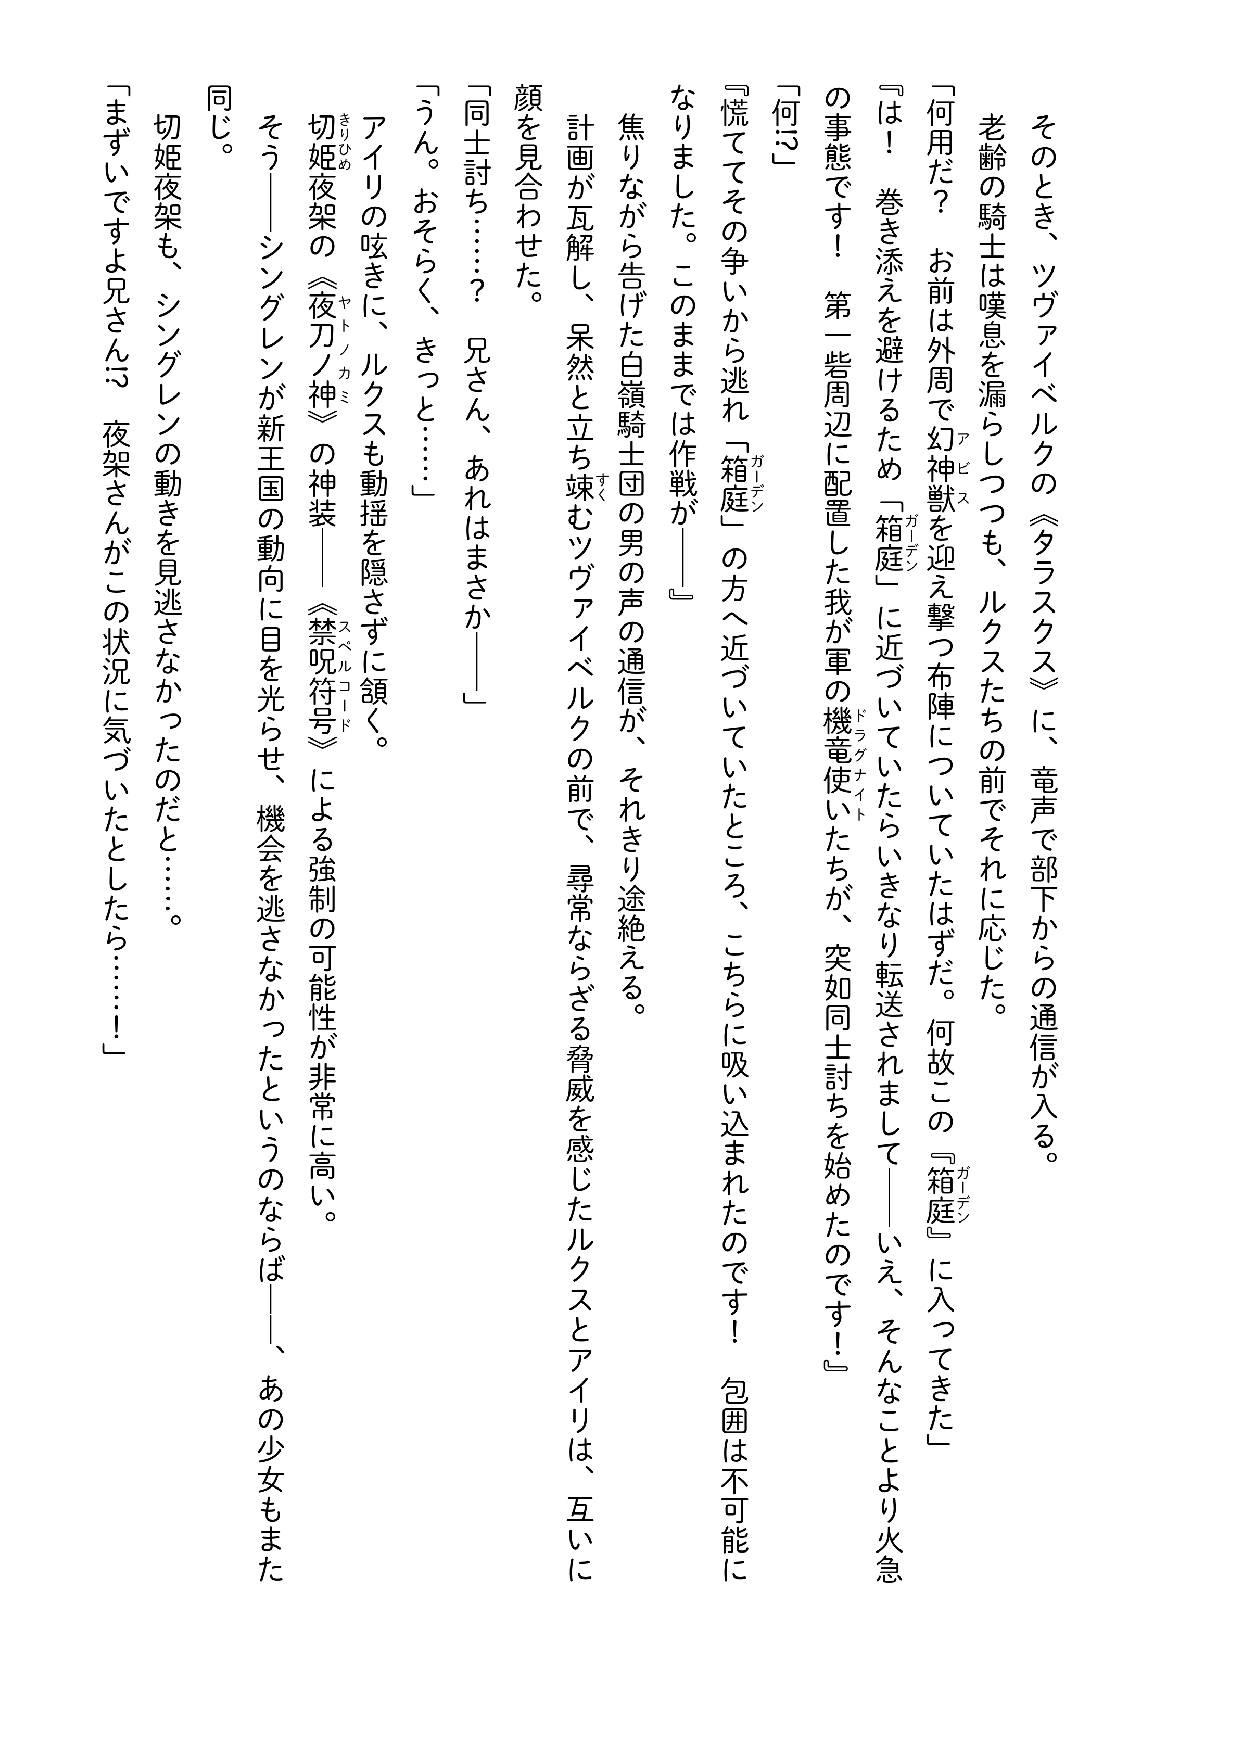 そのとき、ツヴァイベルクの《タラスクス》に、竜声で部下からの通信が入る。
老齢の騎士は嘆息を漏らしつつも、ルクスたちの前でそれに応じた。
「何用だ？　お前は外周で幻神獣を迎え撃つ布陣についていたはずだ。何故この『箱庭』に入ってきた」
『は！　巻き添えを避けるため「箱庭」に近づいていたらいきなり転送されまして――いえ、そんなことより火急
の事態です！　第一砦周辺に配置した我が軍の機竜使いたちが、突如同士討ちを始めたのです！』
「何!?」
『慌ててその争いから逃れ「箱庭」の方へ近づいていたところ、こちらに吸い込まれたのです！　包囲は不可能に
なりました。このままでは作戦が――』
焦りながら告げた白嶺騎士団の男の声の通信が、それきり途絶える。
計画が瓦解し、呆然と立ち竦むツヴァイベルクの前で、尋常ならざる脅威を感じたルクスとアイリは、互いに
顔を見合わせた。
「同士討ち……？　兄さん、あれはまさか――」
「うん。おそらく、きっと……」
アイリの呟きに、ルクスも動揺を隠さずに頷く。
切姫夜架の《夜刀ノ神》の神装――《禁呪符号》による強制の可能性が非常に高い。
そう――シングレンが新王国の動向に目を光らせ、機会を逃さなかったというのならば――、あの少女もまた
同じ。
切姫夜架も、シングレンの動きを見逃さなかったのだと……。
「まずいですよ兄さん!?　夜架さんがこの状況に気づいたとしたら……！」